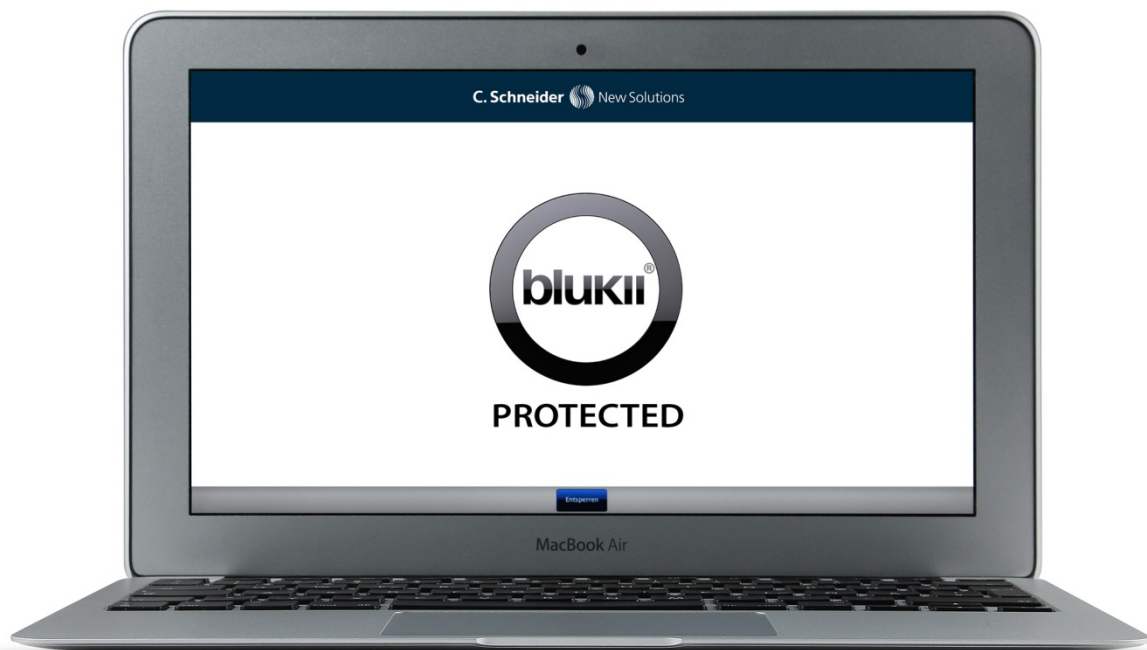 C. Schneider New Solutions
blukii®
PROTECTED
Entsperren
MacBook Air